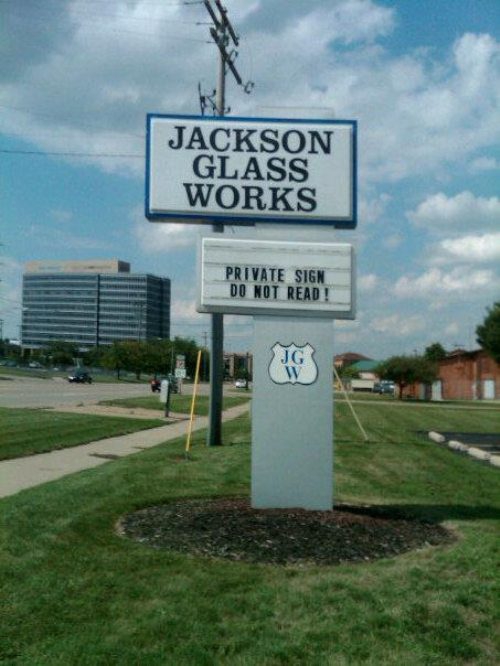 JACKSON
GLASS
WORKS
PRIVATE SIGN
DO NOT READ!
JG
W